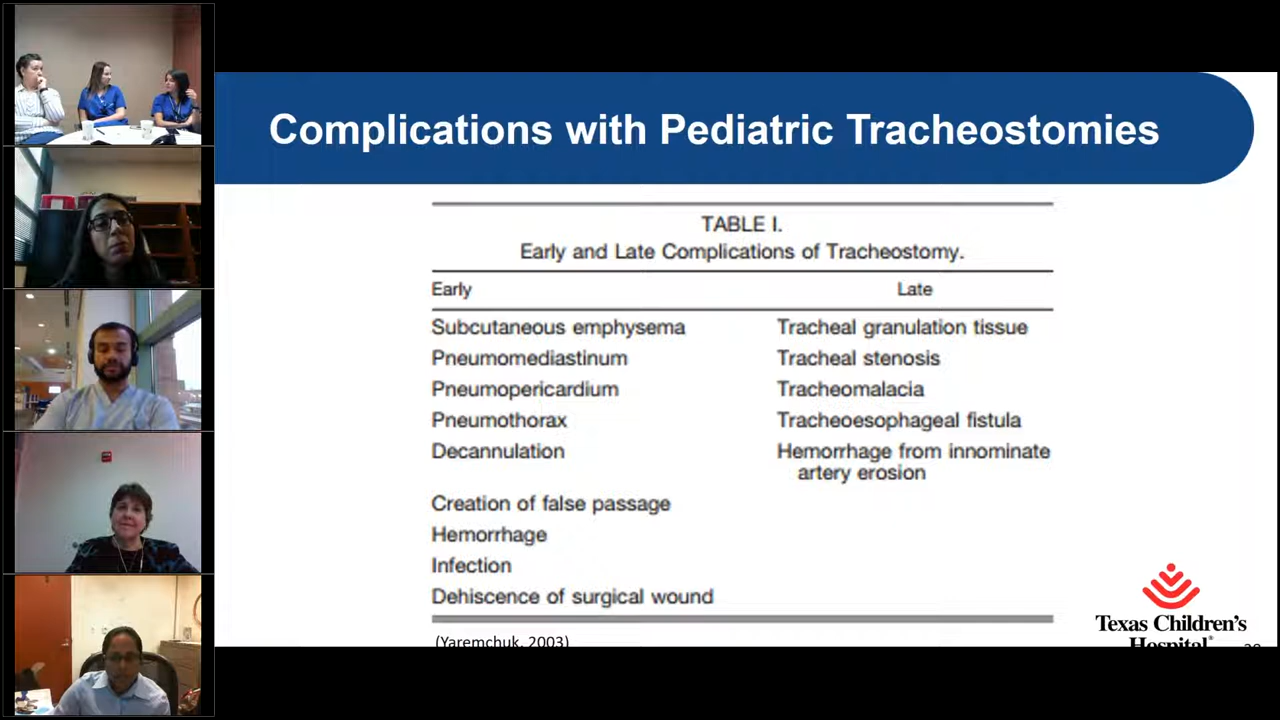 Complications with Pediatric Tracheostomies
TABLE I.
Early and Late Complications of Tracheostomy.
Early Late
Subcutaneous emphysema Tracheal granulation tissue
Pneumomediastinum Tracheal stenosis
Pneumopericardium Tracheomalacia
Pneumothorax Tracheoesophageal fistula
Decannulation Hemorrhage from innominate
artery erosion
Creation of false passage
Hemorrhage
Infection
Dehiscence of surgical wound
(Yaremchuk, 2003)
Texas Children's
Hospital®